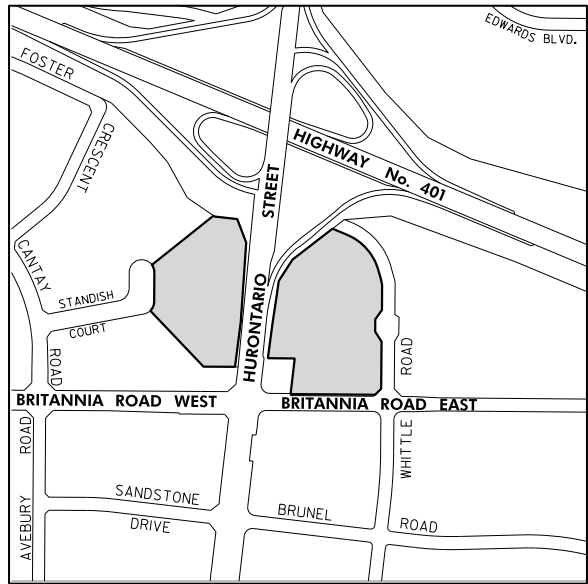 EDWARDS BLVD.
FOSTER
CRESCENT
HIGHWAY No. 401
HURONTARIO STREET
CANTAY
ROAD
STANDISH
COURT
ROAD
BRITANNIA ROAD WEST
BRITANNIA ROAD EAST
AVEBURY ROAD
WHITTLE
SANDSTONE
DRIVE
BRUNEL
ROAD